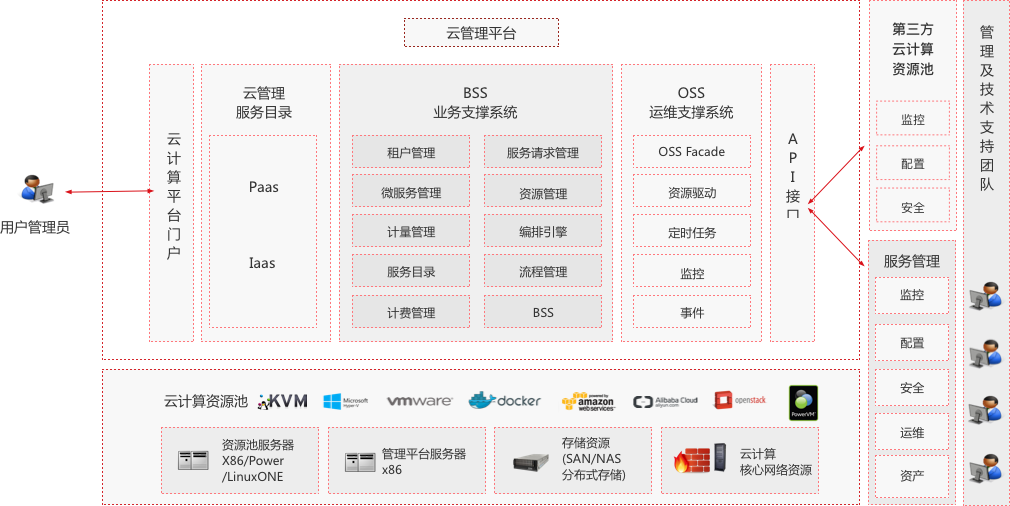 云管理平台
用户管理员
云计算平台门户
云管理
服务目录
Paas
Iaas
BSS
业务支撑系统
租户管理
服务请求管理
微服务管理
资源管理
计量管理
编排引擎
服务目录
流程管理
计费管理
BSS
OSS
运维支撑系统
OSS Facade
资源驱动
定时任务
监控
事件
API接口
第三方
云计算
资源池
监控
配置
安全
服务管理
监控
配置
安全
运维
资产
管理及技术支持团队
云计算资源池
KVM
Microsoft
Hyper-V
vmware
docker
powered by
amazon
web services
Alibaba Cloud
aliyun.com
openstack
PowerVM
资源池服务器
X86/Power
/LinuxONE
管理平台服务器
x86
存储资源
(SAN/NAS
分布式存储)
云计算
核心网络资源